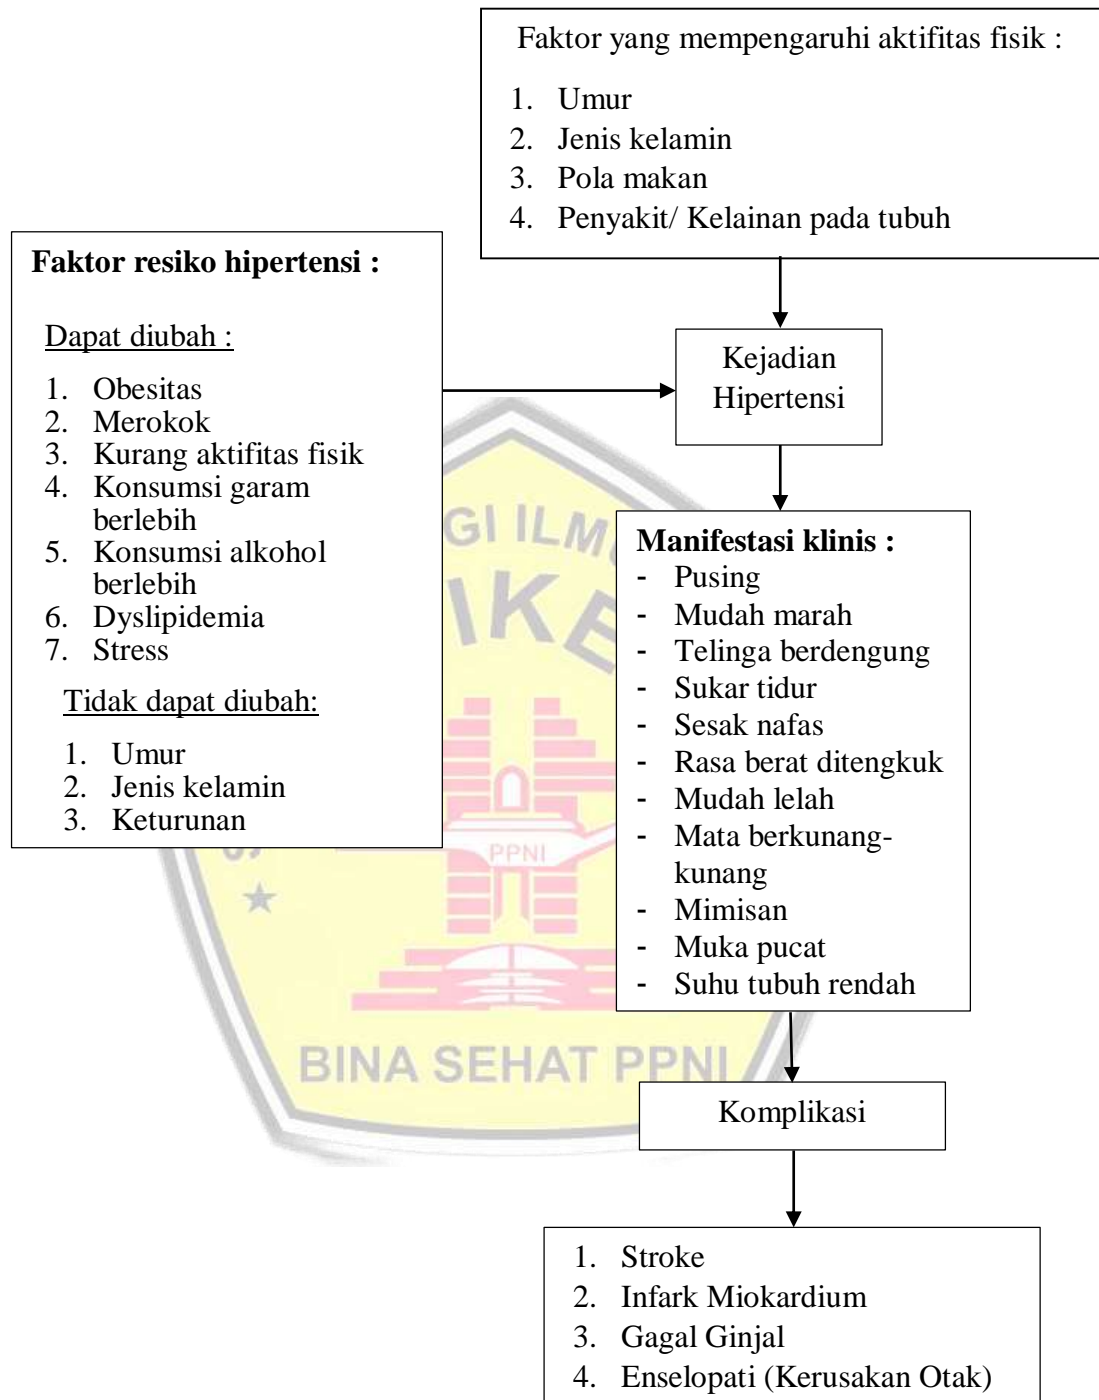 Faktor yang mempengaruhi aktifitas fisik :
1. Umur
2. Jenis kelamin
3. Pola makan
4. Penyakit/ Kelainan pada tubuh
Faktor resiko hipertensi :
Dapat diubah :
1. Obesitas
2. Merokok
3. Kurang aktifitas fisik
4. Konsumsi garam
berlebih
5. Konsumsi alkohol
berlebih
6. Dyslipidemia
7. Stress
Tidak dapat diubah:
1. Umur
2. Jenis kelamin
3. Keturunan
Kejadian
Hipertensi
Manifestasi klinis :
- Pusing
- Mudah marah
- Telinga berdengung
- Sukar tidur
- Sesak nafas
- Rasa berat ditengkuk
- Mudah lelah
- Mata berkunang-
kunang
- Mimisan
- Muka pucat
- Suhu tubuh rendah
Komplikasi
1. Stroke
2. Infark Miokardium
3. Gagal Ginjal
4. Enselopati (Kerusakan Otak)
GI ILMU
IKE
PPNI
BINA SEHAT PPNI